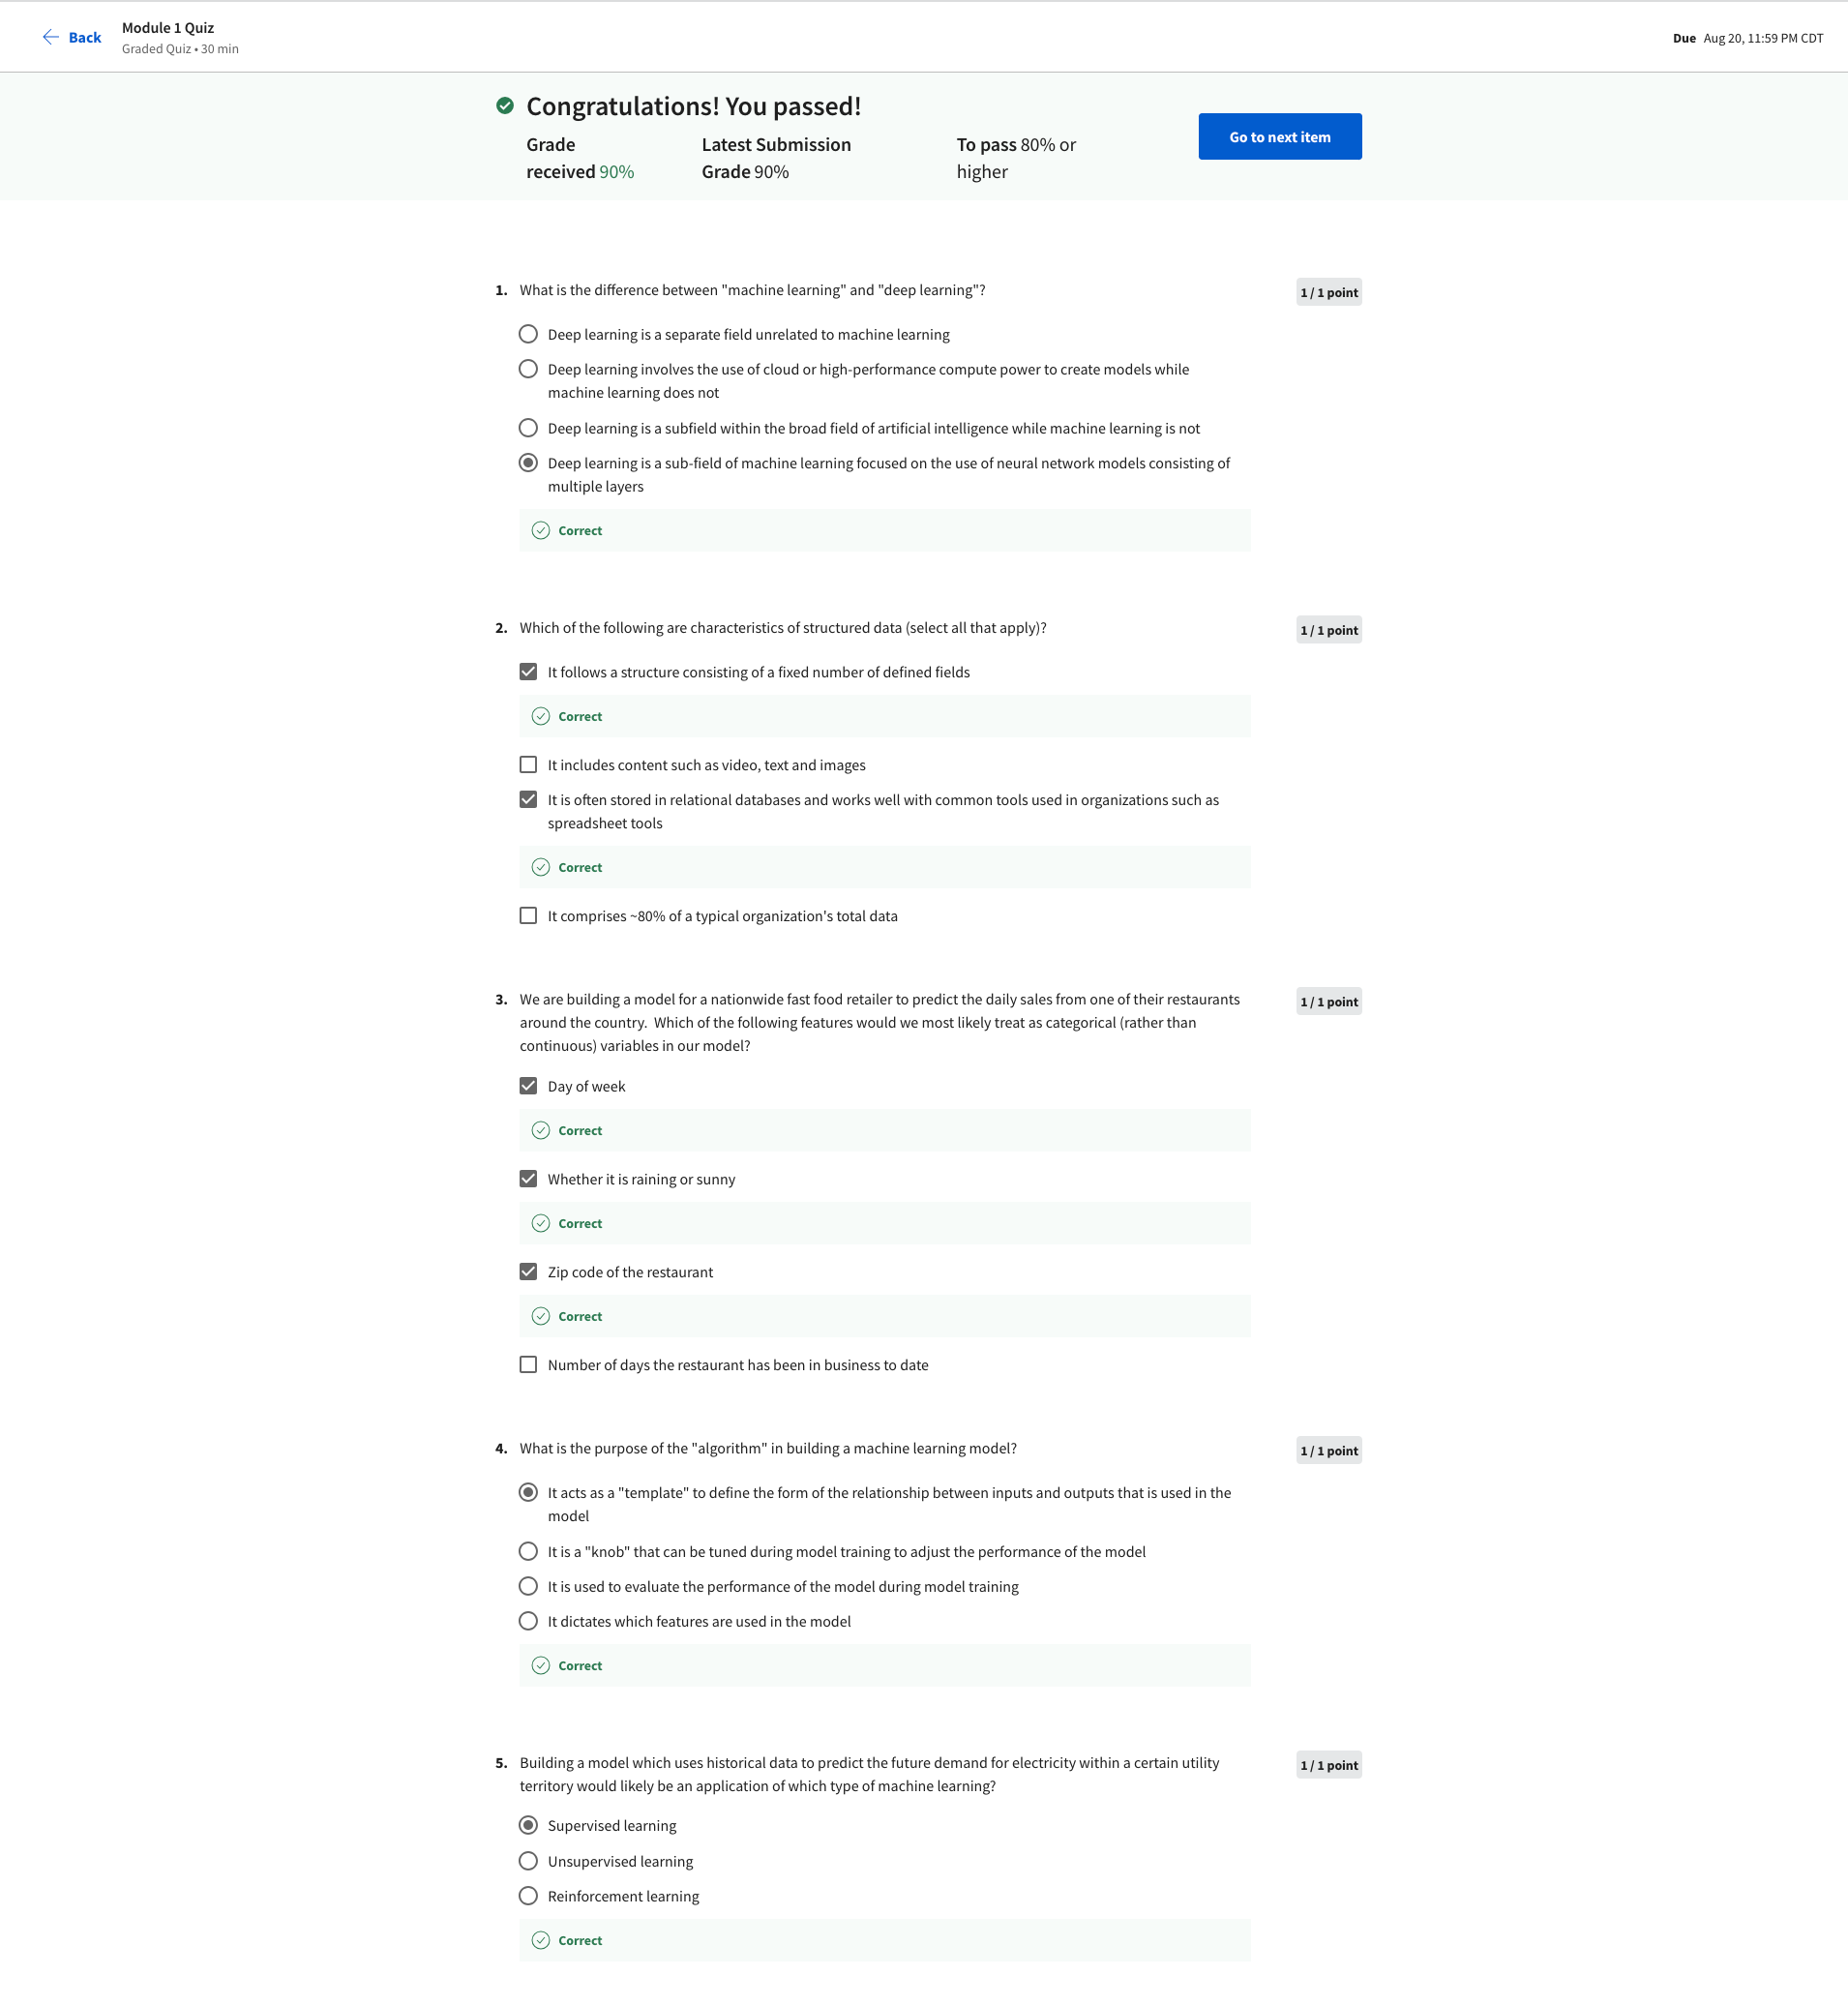 Back
Module 1 Quiz
Graded Quiz • 30 min
Due Aug 20, 11:59 PM CDT
Congratulations! You passed!
Grade
received 90%
Latest Submission
Grade 90%
To pass 80% or
higher
Go to next item
1. What is the difference between "machine learning" and "deep learning"?
1 / 1 point
Deep learning is a separate field unrelated to machine learning
Deep learning involves the use of cloud or high-performance compute power to create models while
machine learning does not
Deep learning is a subfield within the broad field of artificial intelligence while machine learning is not
Deep learning is a sub-field of machine learning focused on the use of neural network models consisting of
multiple layers
Correct
2. Which of the following are characteristics of structured data (select all that apply)?
1 / 1 point
It follows a structure consisting of a fixed number of defined fields
Correct
It includes content such as video, text and images
It is often stored in relational databases and works well with common tools used in organizations such as
spreadsheet tools
Correct
It comprises ~80% of a typical organization's total data
3. We are building a model for a nationwide fast food retailer to predict the daily sales from one of their restaurants
around the country. Which of the following features would we most likely treat as categorical (rather than
continuous) variables in our model?
1 / 1 point
Day of week
Correct
Whether it is raining or sunny
Correct
Zip code of the restaurant
Correct
Number of days the restaurant has been in business to date
4. What is the purpose of the "algorithm" in building a machine learning model?
1 / 1 point
It acts as a "template" to define the form of the relationship between inputs and outputs that is used in the
model
It is a "knob" that can be tuned during model training to adjust the performance of the model
It is used to evaluate the performance of the model during model training
It dictates which features are used in the model
Correct
5. Building a model which uses historical data to predict the future demand for electricity within a certain utility
territory would likely be an application of which type of machine learning?
1 / 1 point
Supervised learning
Unsupervised learning
Reinforcement learning
Correct